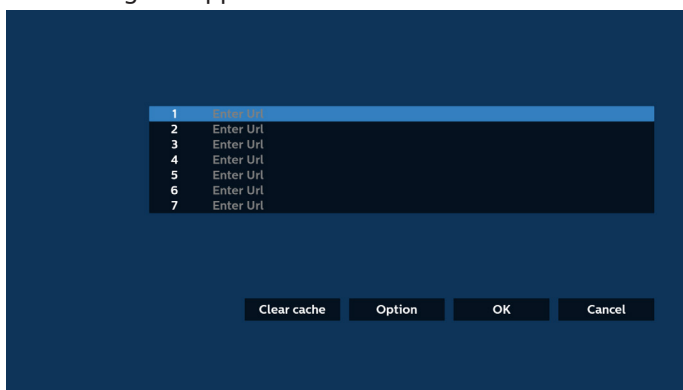 1 Enter Url
2 Enter Url
3 Enter Url
4 Enter Url
5 Enter Url
6 Enter Url
7 Enter Url
Clear cache Option OK Cancel